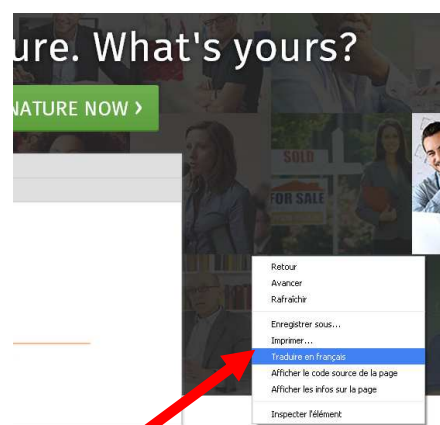 ure. What's yours?
NATURE NOW >
SOLD
FOR SALE
Retour
Avancer
Rafraîchir
Enregistrer sous...
Imprimer...
Traduire en français
Afficher le code source de la page
Afficher les infos sur la page
Inspecter l'élément